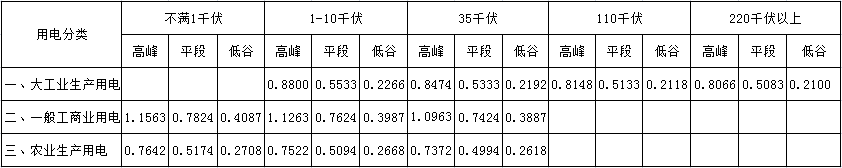 用电分类 不满1千伏 1-10千伏 35千伏 110千伏 220千伏以上
高峰 平段 低谷 高峰 平段 低谷 高峰 平段 低谷 高峰 平段 低谷 高峰 平段 低谷
一、大工业生产用电 0.8800 0.5533 0.2266 0.8474 0.5333 0.2192 0.8148 0.5133 0.2118 0.8066 0.5083 0.2100
二、一般工商业用电 1.1563 0.7824 0.4087 1.1263 0.7624 0.3987 1.0963 0.7424 0.3887
三、农业生产用电 0.7642 0.5174 0.2708 0.7522 0.5094 0.2668 0.7372 0.4994 0.2618